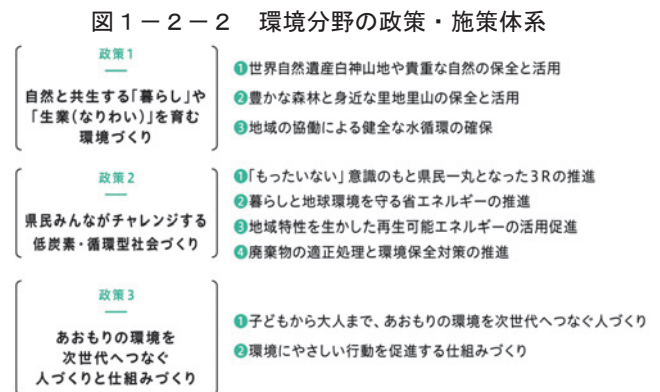 図１－２－２　環境分野の政策・施策体系
政策1
自然と共生する「暮らし」や
「生業(なりわい)」を育む
環境づくり
❶世界自然遺産白神山地や貴重な自然の保全と活用
❷豊かな森林と身近な里地里山の保全と活用
❸地域の協働による健全な水循環の確保
政策2
県民みんながチャレンジする
低炭素・循環型社会づくり
❶「もったいない」意識のもと県民一丸となった３Ｒの推進
❷暮らしと地球環境を守る省エネルギーの推進
❸地域特性を生かした再生可能エネルギーの活用促進
❹廃棄物の適正処理と環境保全対策の推進
政策3
あおもりの環境を
次世代へつなぐ
人づくりと仕組みづくり
❶子どもから大人まで、あおもりの環境を次世代へつなぐ人づくり
❷環境にやさしい行動を促進する仕組みづくり